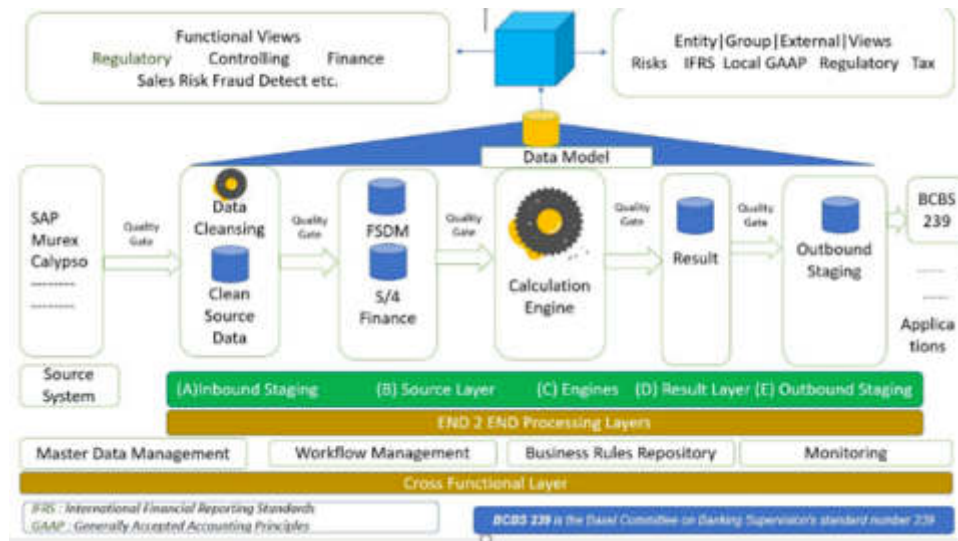 Functional Views
Regulatory Controlling Finance
Sales Risk Fraud Detect etc.
Entity|Group|External|Views
Risks IFRS Local GAAP Regulatory Tax
Data Model
SAP
Murex
Calypso
--------
--------
Quality
Gate
Data
Cleansing
Clean
Source
Data
Quality
Gate
FSDM
S/4
Finance
Quality
Gate
Calculation
Engine
Quality
Gate
Result
Quality
Gate
Outbound
Staging
BCBS
239
.....
.....
Applica
tions
Source
System
(A)Inbound Staging (B) Source Layer (C) Engines (D) Result Layer (E) Outbound Staging
END 2 END Processing Layers
Master Data Management Workflow Management Business Rules Repository Monitoring
Cross Functional Layer
IFRS : International Financial Reporting Standards
GAAP : Generally Accepted Accounting Principles
BCBS 239 is the Basel Committee on Banking Supervision's standard number 239